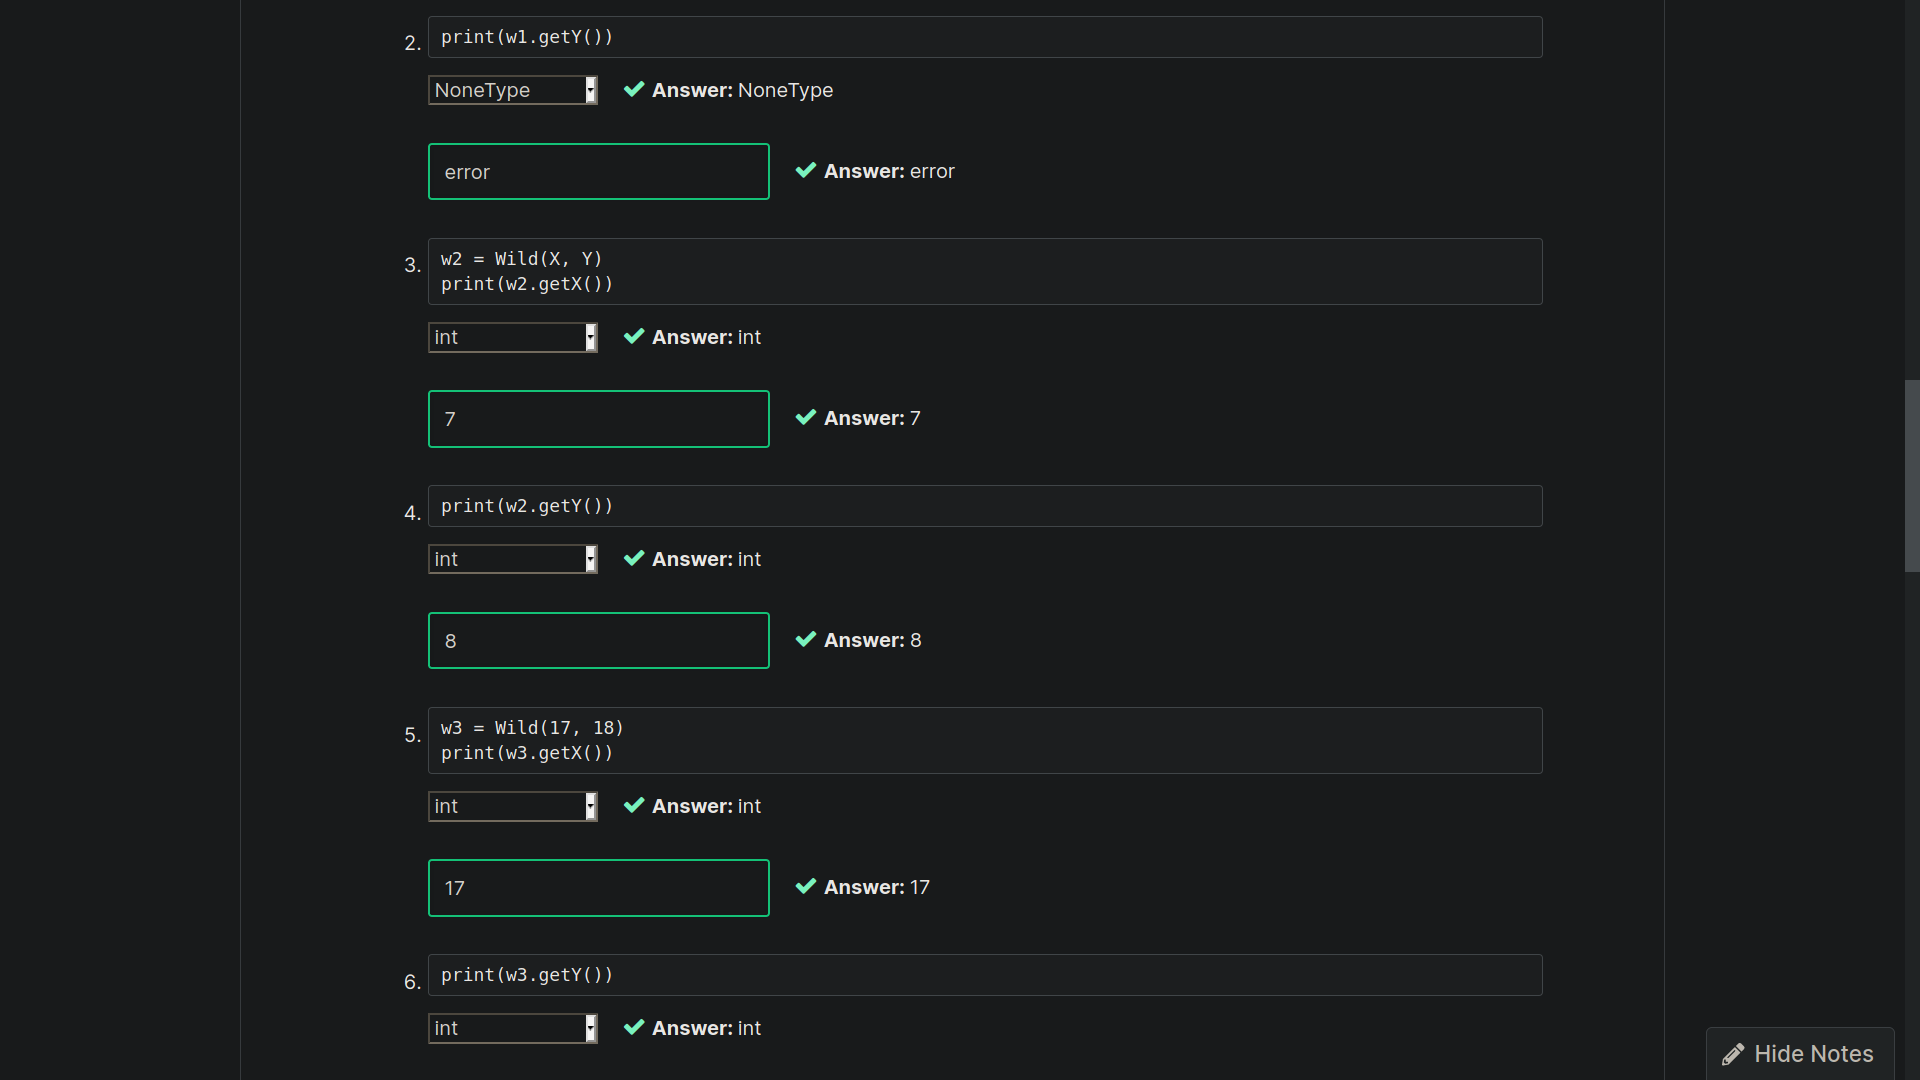 2. print(w1.getY())
NoneType Answer: NoneType
error Answer: error
3. w2 = Wild(X, Y)
print(w2.getX())
int Answer: int
7 Answer: 7
4. print(w2.getY())
int Answer: int
8 Answer: 8
5. w3 = Wild(17, 18)
print(w3.getX())
int Answer: int
17 Answer: 17
6. print(w3.getY())
int Answer: int
Hide Notes